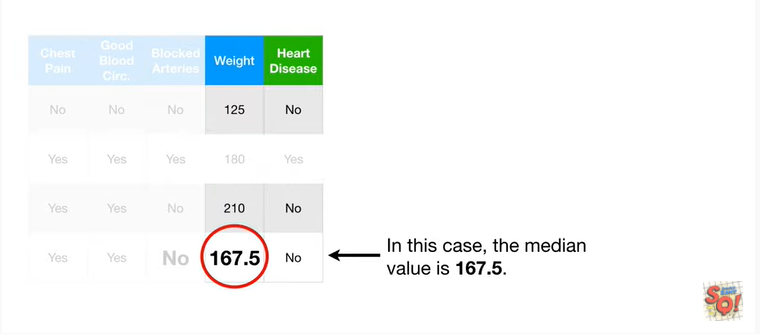 Chest Pain Good Blood Circ. Blocked Arteries Weight Heart Disease
No No No 125 No
Yes Yes Yes 180 Yes
Yes Yes No 210 No
Yes Yes No 167.5 No
In this case, the median
value is 167.5.
SQ!